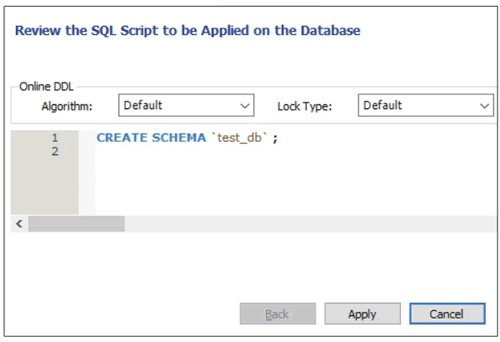 Review the SQL Script to be Applied on the Database
Online DDL
Algorithm: Default Lock Type: Default
1 CREATE SCHEMA `test_db` ;
2
Back Apply Cancel